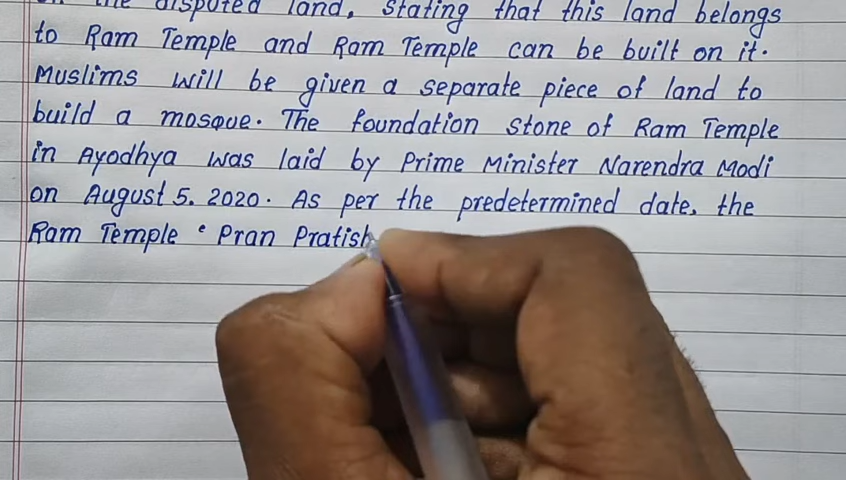 on the disputed land, stating that this land belongs
to Ram Temple and Ram Temple can be built on it.
Muslims will be given a separate piece of land to
build a mosque. The foundation stone of Ram Temple
in Ayodhya was laid by Prime Minister Narendra Modi
on August 5, 2020. As per the predetermined date, the
Ram Temple ' Pran Pratish